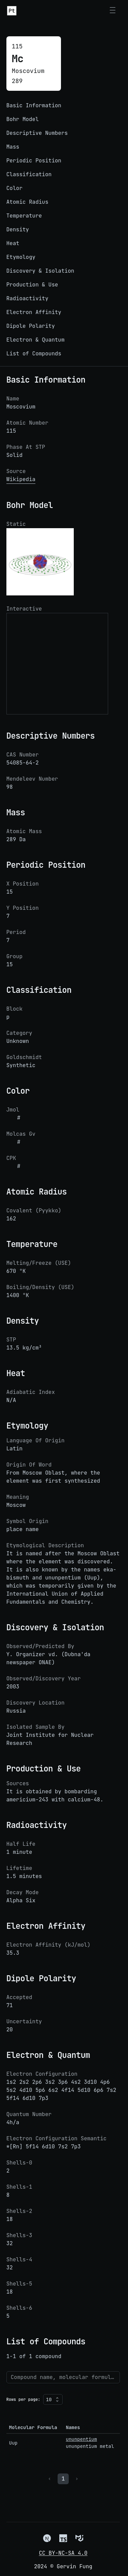 Pt
115
Mc
Moscovium
289
Basic Information
Bohr Model
Descriptive Numbers
Mass
Periodic Position
Classification
Color
Atomic Radius
Temperature
Density
Heat
Etymology
Discovery & Isolation
Production & Use
Radioactivity
Electron Affinity
Dipole Polarity
Electron & Quantum
List of Compounds
Basic Information
Name
Moscovium
Atomic Number
115
Phase At STP
Solid
Source
Wikipedia
Bohr Model
Static
Interactive
Descriptive Numbers
CAS Number
54085-64-2
Mendeleev Number
98
Mass
Atomic Mass
289 Da
Periodic Position
X Position
15
Y Position
7
Period
7
Group
15
Classification
Block
p
Category
Unknown
Goldschmidt
Synthetic
Color
Jmol
#
Molcas Gv
#
CPK
#
Atomic Radius
Covalent (Pyykko)
162
Temperature
Melting/Freeze (USE)
670 °K
Boiling/Density (USE)
1400 °K
Density
STP
13.5 kg/cm³
Heat
Adiabatic Index
N/A
Etymology
Language Of Origin
Latin
Origin Of Word
From Moscow Oblast, where the
element was first synthesized
Meaning
Moscow
Symbol Origin
place name
Etymological Description
It is named after the Moscow Oblast
where the element was discovered.
It is also known by the names eka-
bismuth and ununpentium (Uup),
which was temporarily given by the
International Union of Applied
Fundamentals and Chemistry.
Discovery & Isolation
Observed/Predicted By
Y. Organizer vd. (Dubna'da
newspaper ONAE)
Observed/Discovery Year
2003
Discovery Location
Russia
Isolated Sample By
Joint Institute for Nuclear
Research
Production & Use
Sources
It is obtained by bombarding
americium-243 with calcium-48.
Radioactivity
Half Life
1 minute
Lifetime
1.5 minutes
Decay Mode
Alpha Six
Electron Affinity
Electron Affinity (kJ/mol)
35.3
Dipole Polarity
Accepted
71
Uncertainty
20
Electron & Quantum
Electron Configuration
1s2 2s2 2p6 3s2 3p6 4s2 3d10 4p6
5s2 4d10 5p6 6s2 4f14 5d10 6p6 7s2
5f14 6d10 7p3
Quantum Number
4h/a
Electron Configuration Semantic
*[Rn] 5f14 6d10 7s2 7p3
Shells-0
2
Shells-1
8
Shells-2
18
Shells-3
32
Shells-4
32
Shells-5
18
Shells-6
5
List of Compounds
Compound name, molecular formul…
Rows per page: 10
1-1 of 1 compound
Molecular Formula Names
Uup ununpentium
ununpentium metal
‹ 1 ›
CC BY-NC-SA 4.0
2024 © Gervin Fung